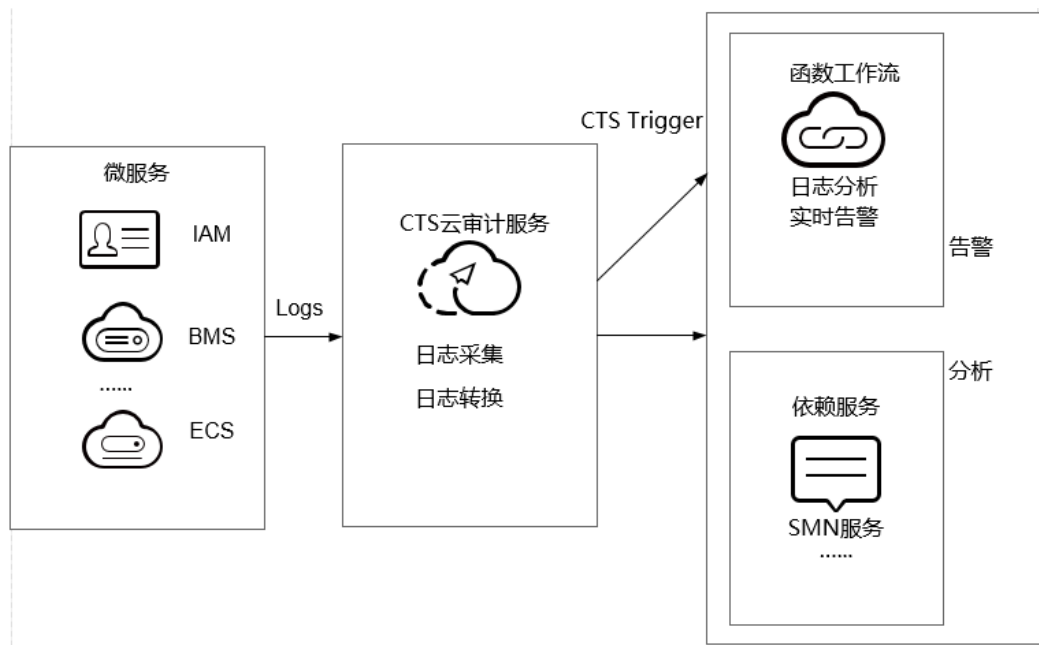 微服务
IAM
BMS
......
ECS
Logs
CTS云审计服务
日志采集
日志转换
CTS Trigger
函数工作流
日志分析
实时告警
告警
分析
依赖服务
SMN服务
......